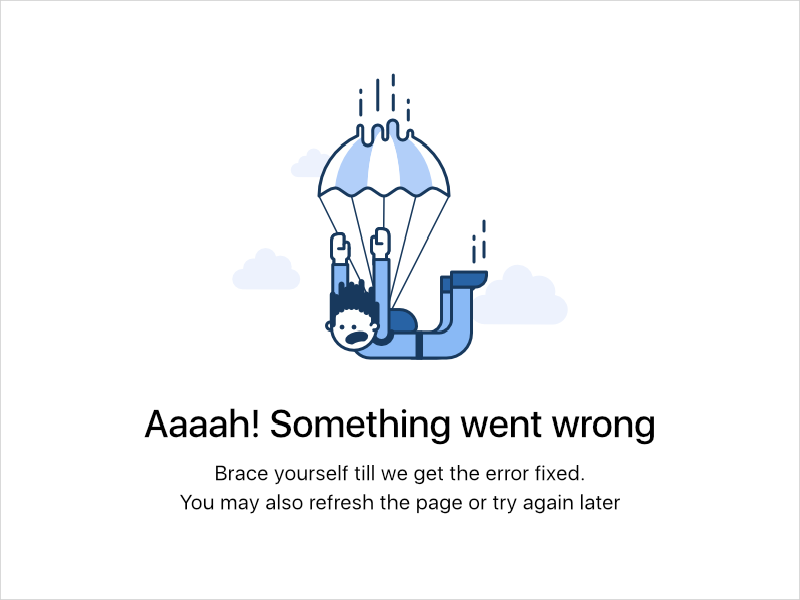 Aaaah! Something went wrong
Brace yourself till we get the error fixed.
You may also refresh the page or try again later